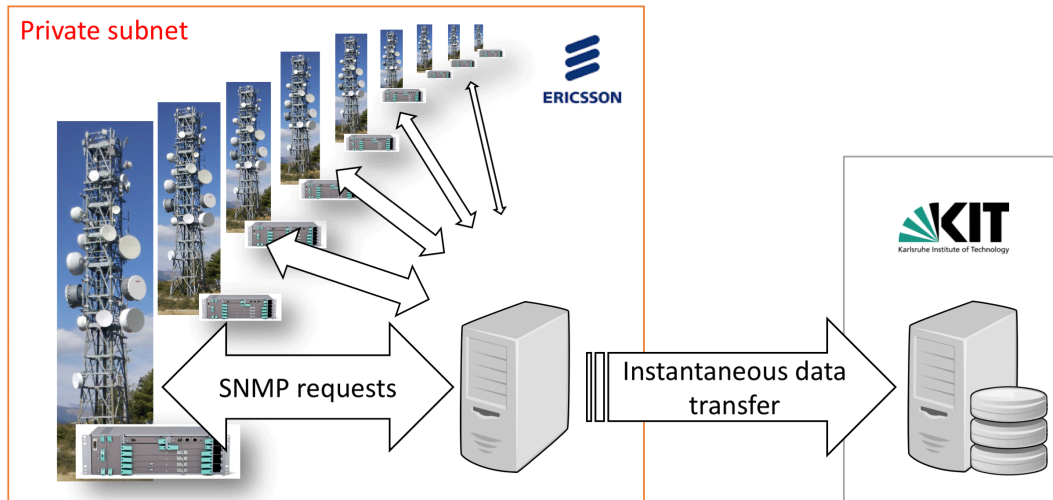 Private subnet
ERICSSON
KIT
Karlsruhe Institute of Technology
SNMP requests
Instantaneous data
transfer